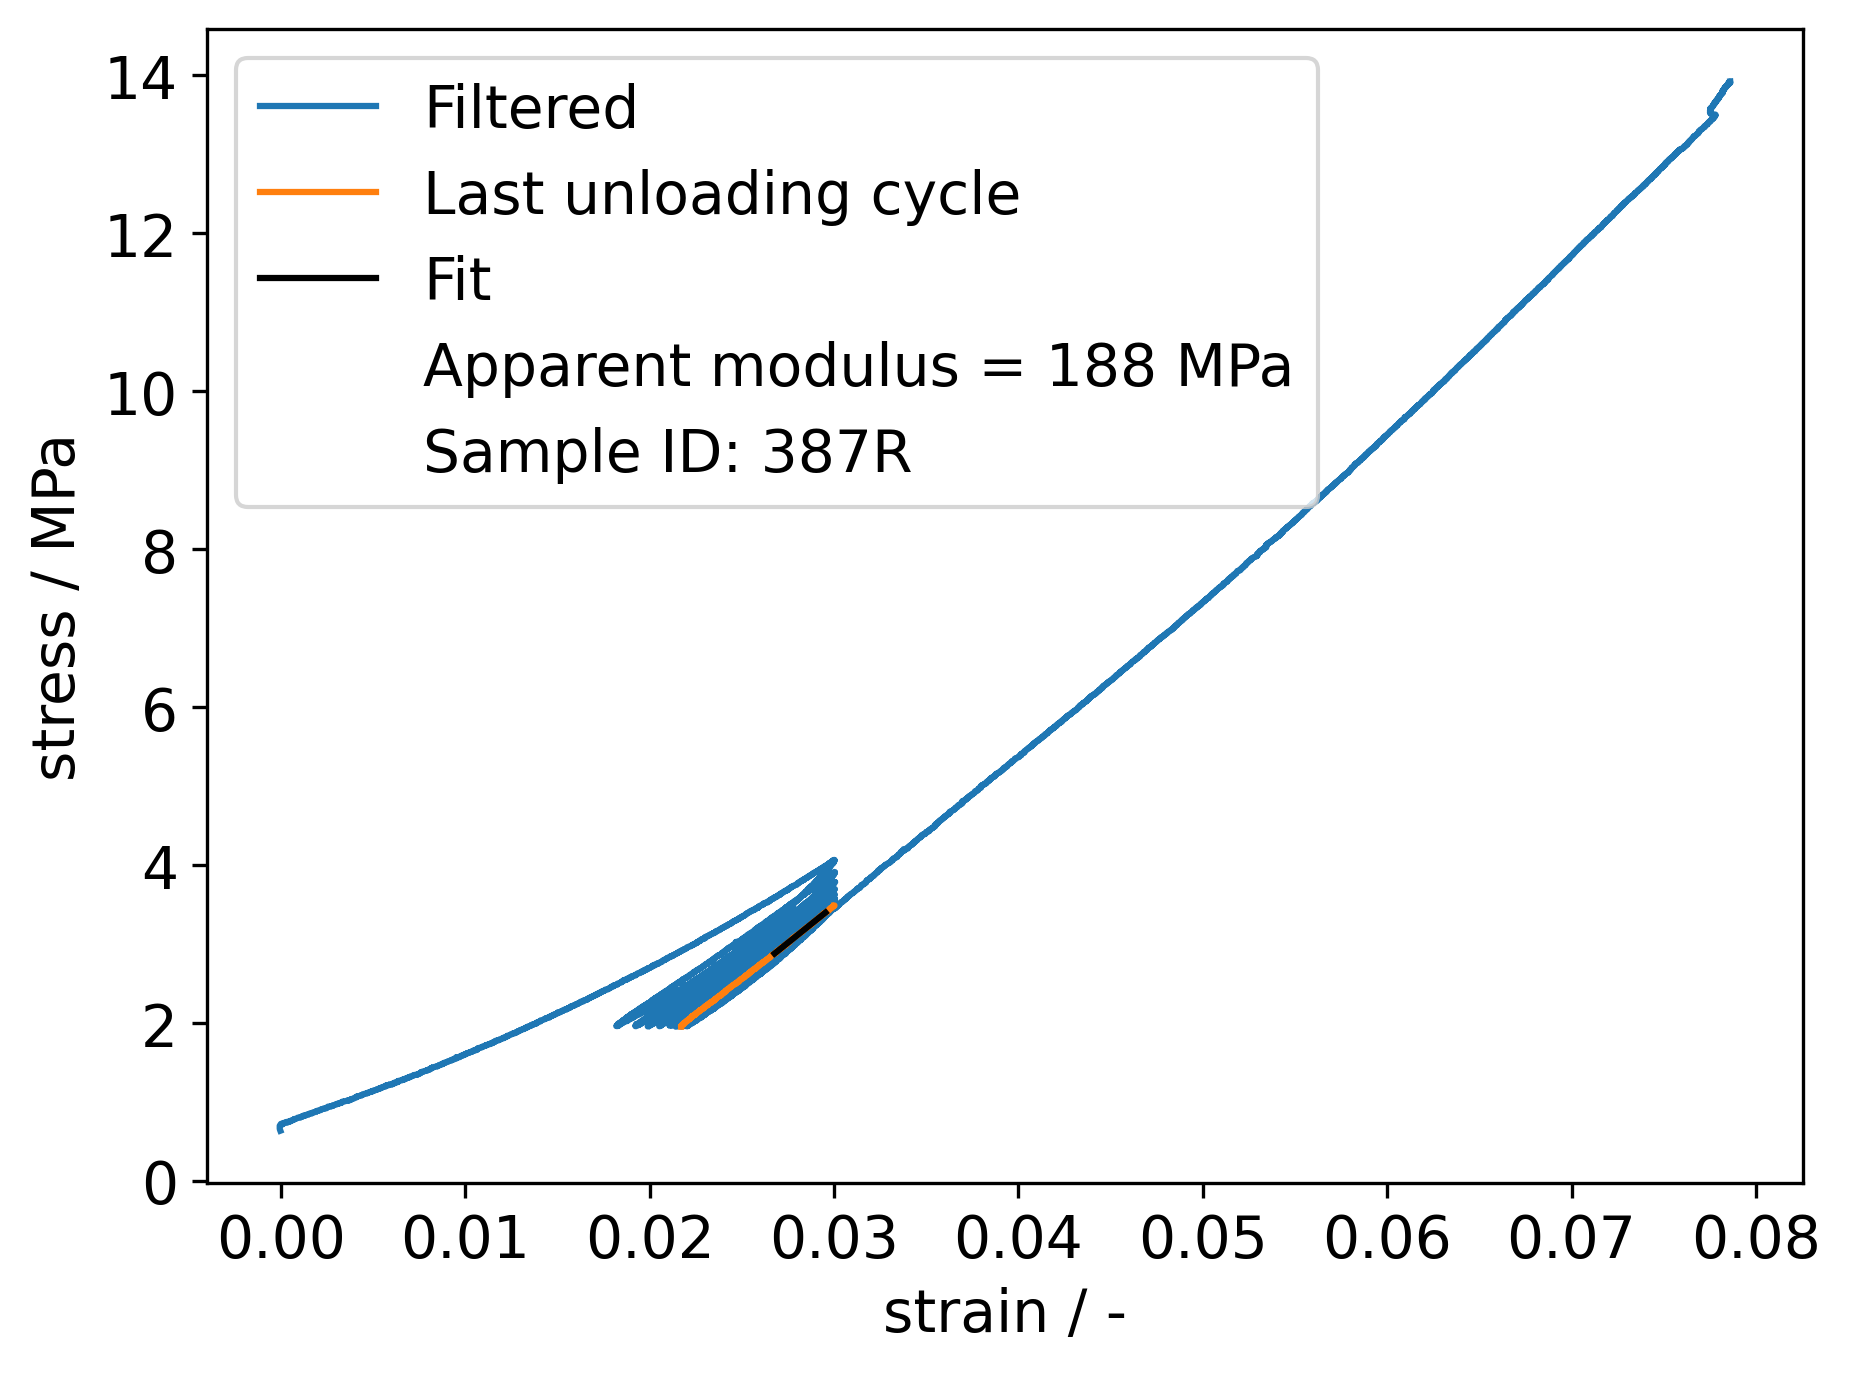 14
12
10
8
6
4
2
0
stress / MPa
Filtered
Last unloading cycle
Fit
Apparent modulus = 188 MPa
Sample ID: 387R
0.00 0.01 0.02 0.03 0.04 0.05 0.06 0.07 0.08
strain / -